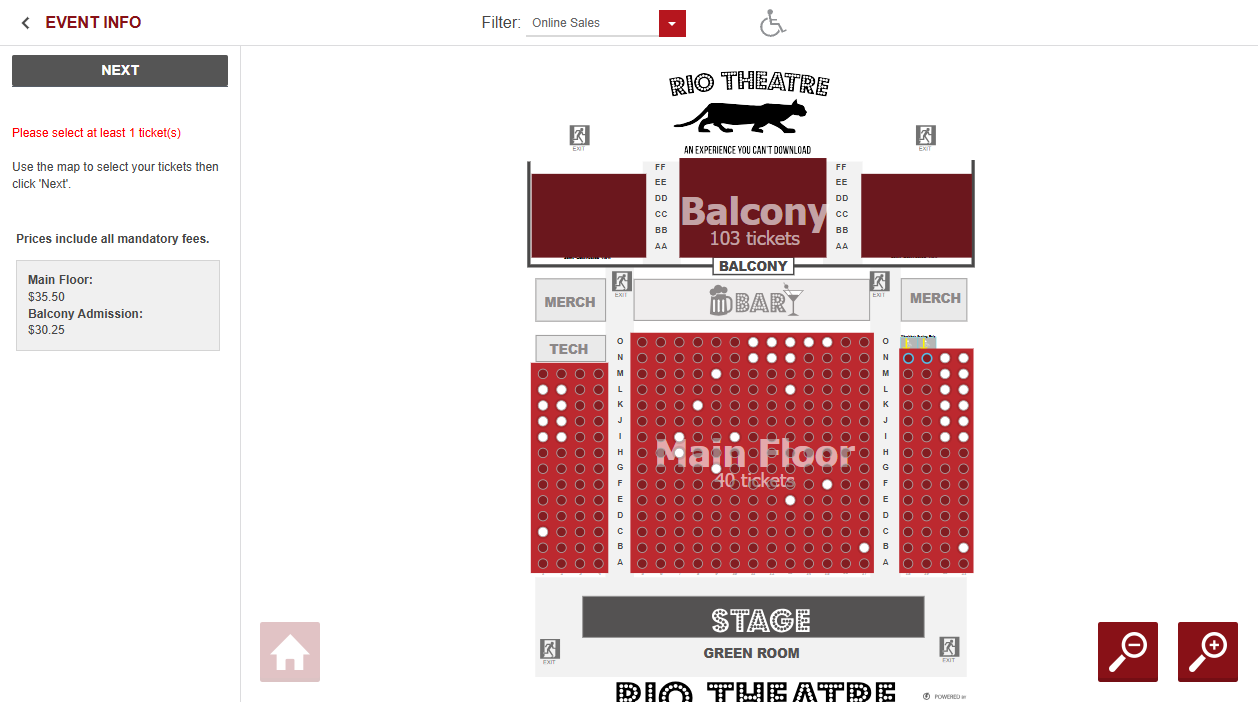 EVENT INFO
Filter: Online Sales
NEXT
Please select at least 1 ticket(s)
Use the map to select your tickets then
click 'Next'.
Prices include all mandatory fees.
Main Floor:
$35.50
Balcony Admission:
$30.25
RIO THEATRE
AN EXPERIENCE YOU CAN'T DOWNLOAD
EXIT
EXIT
FF FF
EE EE
DD DD
CC CC
BB BB
AA AA
Balcony
103 tickets
BALCONY
EXIT
EXIT
MERCH
BAR
MERCH
TECH
O O
N N
M M
L L
K K
J J
I I
H H
G G
F F
E E
D D
C C
B B
A A
Main Floor
40 tickets
STAGE
GREEN ROOM
EXIT
EXIT
RIO THEATRE
POWERED BY